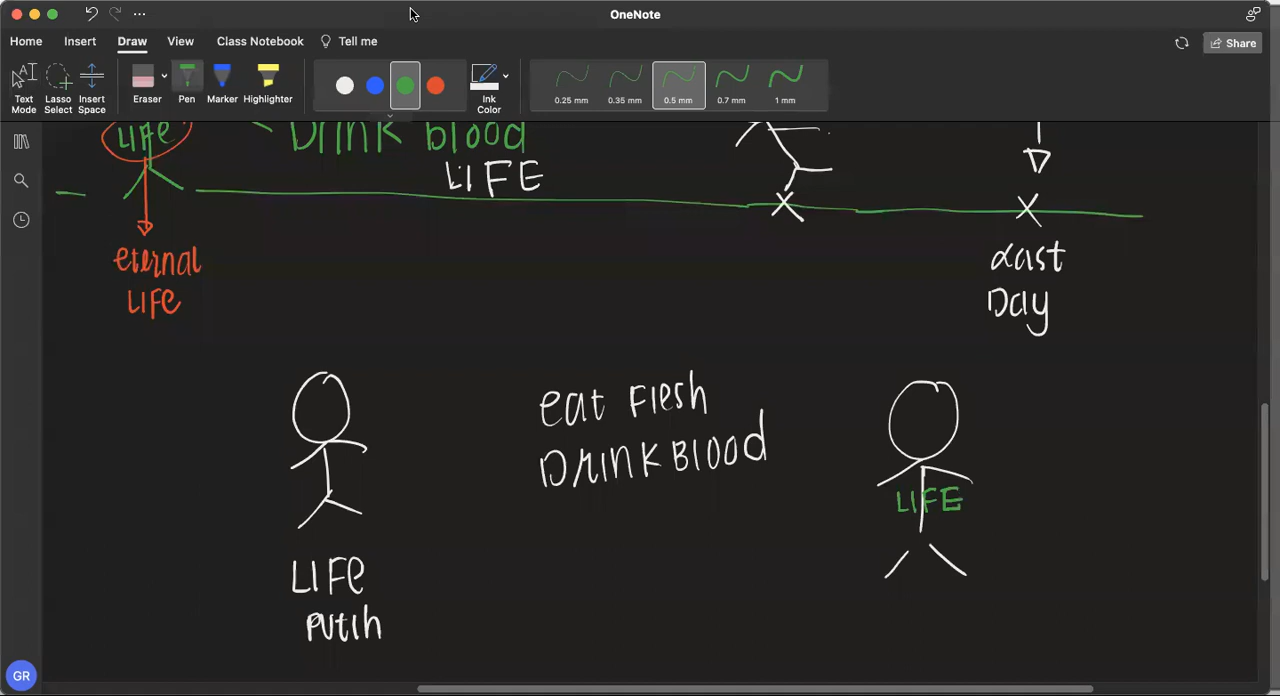 OneNote
Home Insert Draw View Class Notebook Tell me Share
Text Mode
Lasso Select
Insert Space
Eraser
Pen
Marker
Highlighter
Ink Color
0.25 mm
0.35 mm
0.5 mm
0.7 mm
1 mm
LIFE Drink blood
LIFE
eternal
LIFE
Last
Day
eat Flesh
DrinkBlood
LIFE
LIFE
putih
GR